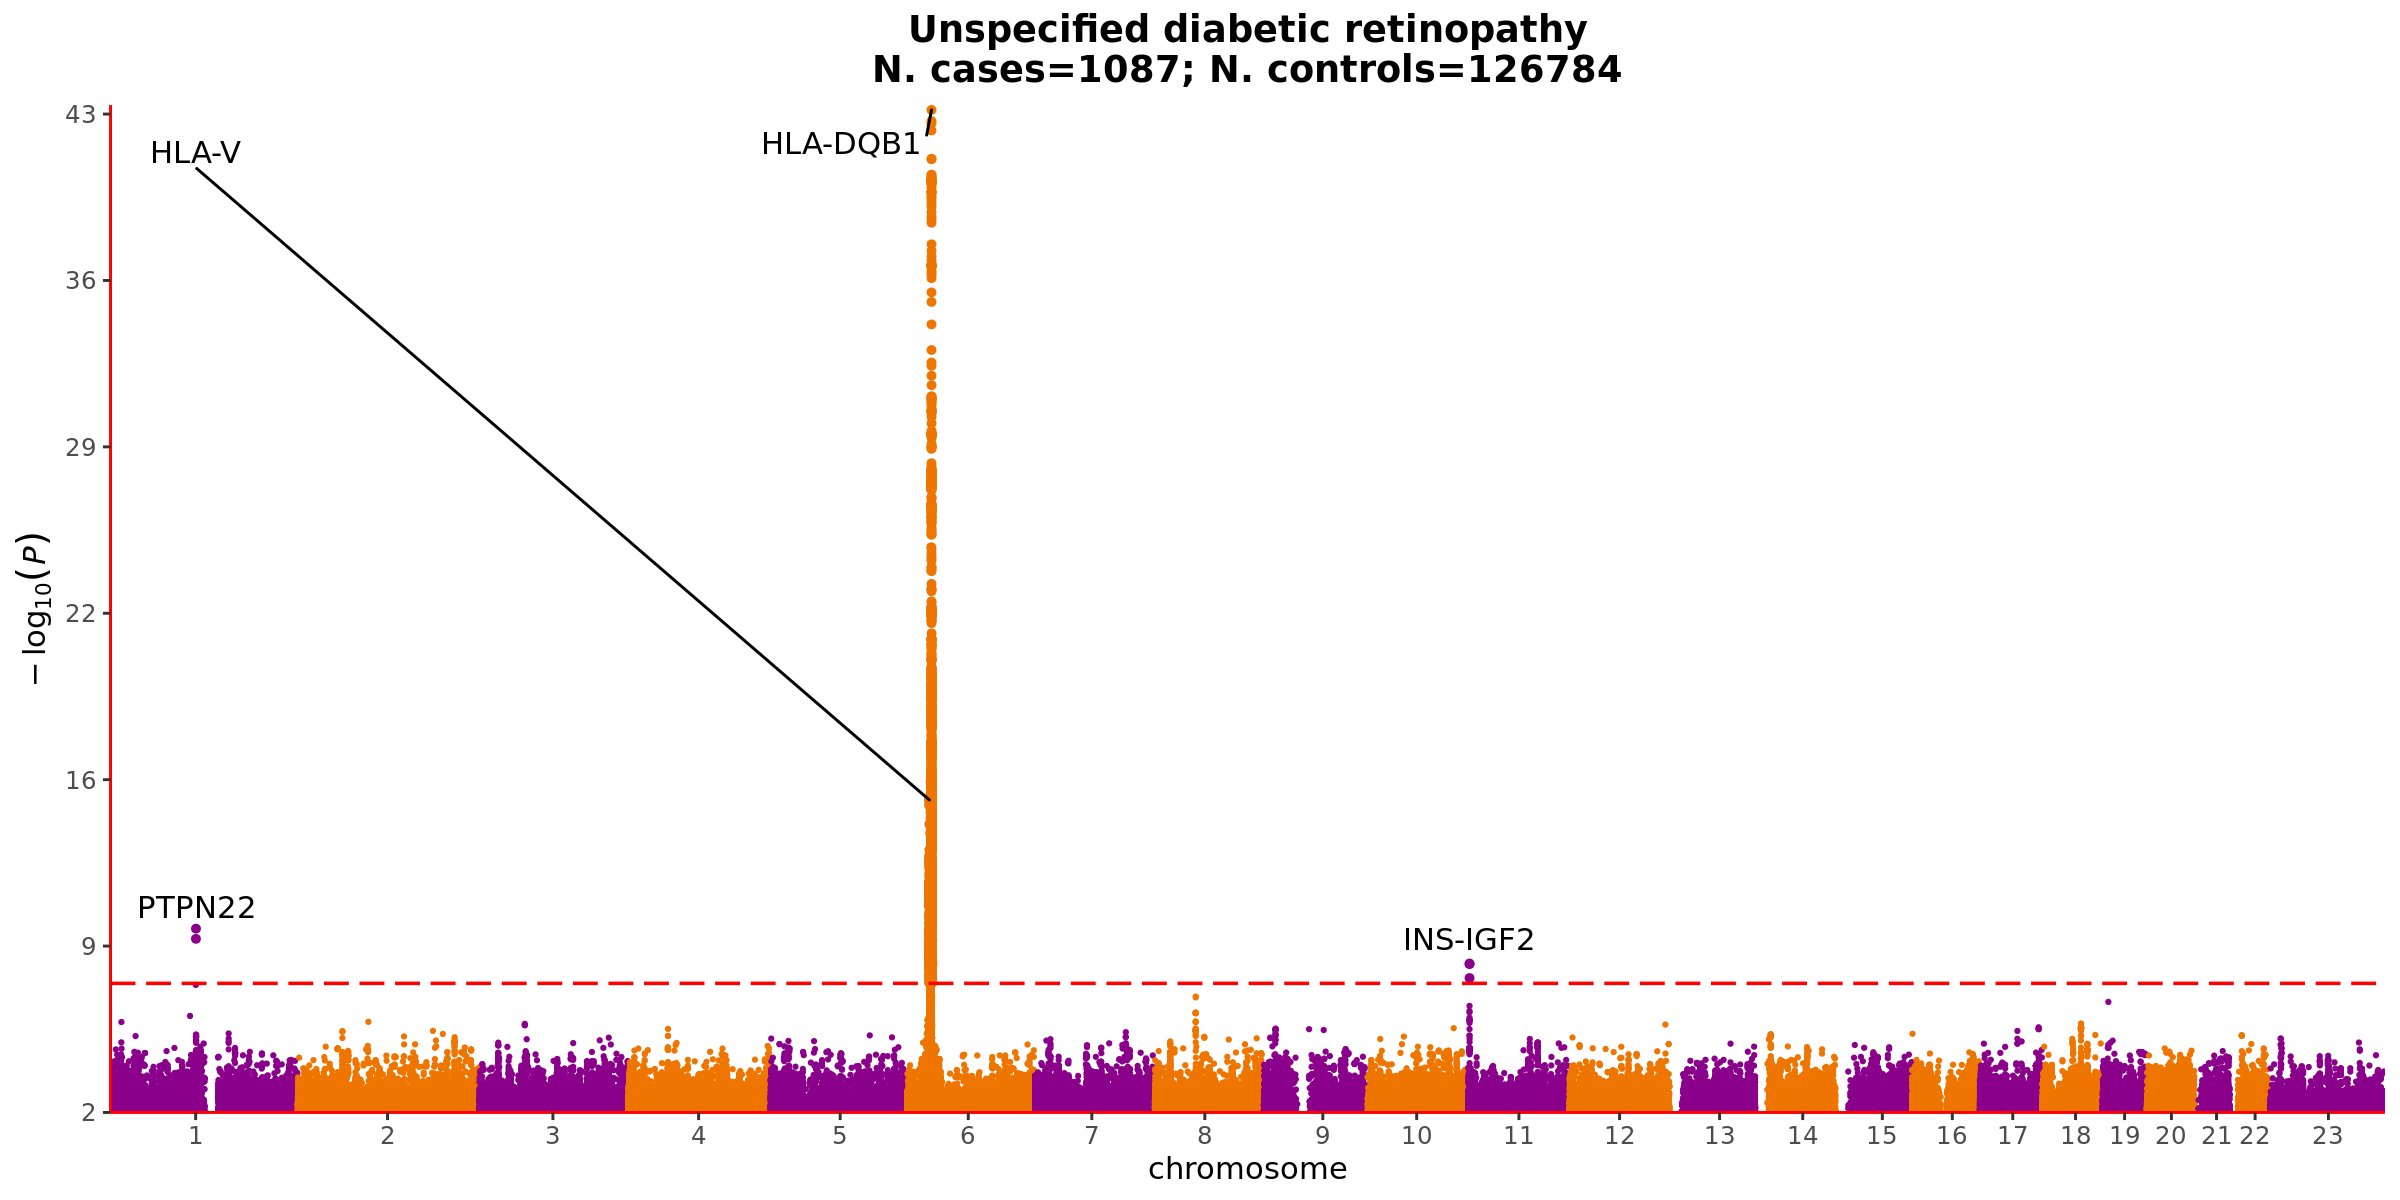 Unspecified diabetic retinopathy
N. cases=1087; N. controls=126784
43
36
29
22
16
9
2
− log10(P)
HLA-V
HLA-DQB1
PTPN22
INS-IGF2
1 2 3 4 5 6 7 8 9 10 11 12 13 14 15 16 17 18 19 20 21 22 23
chromosome